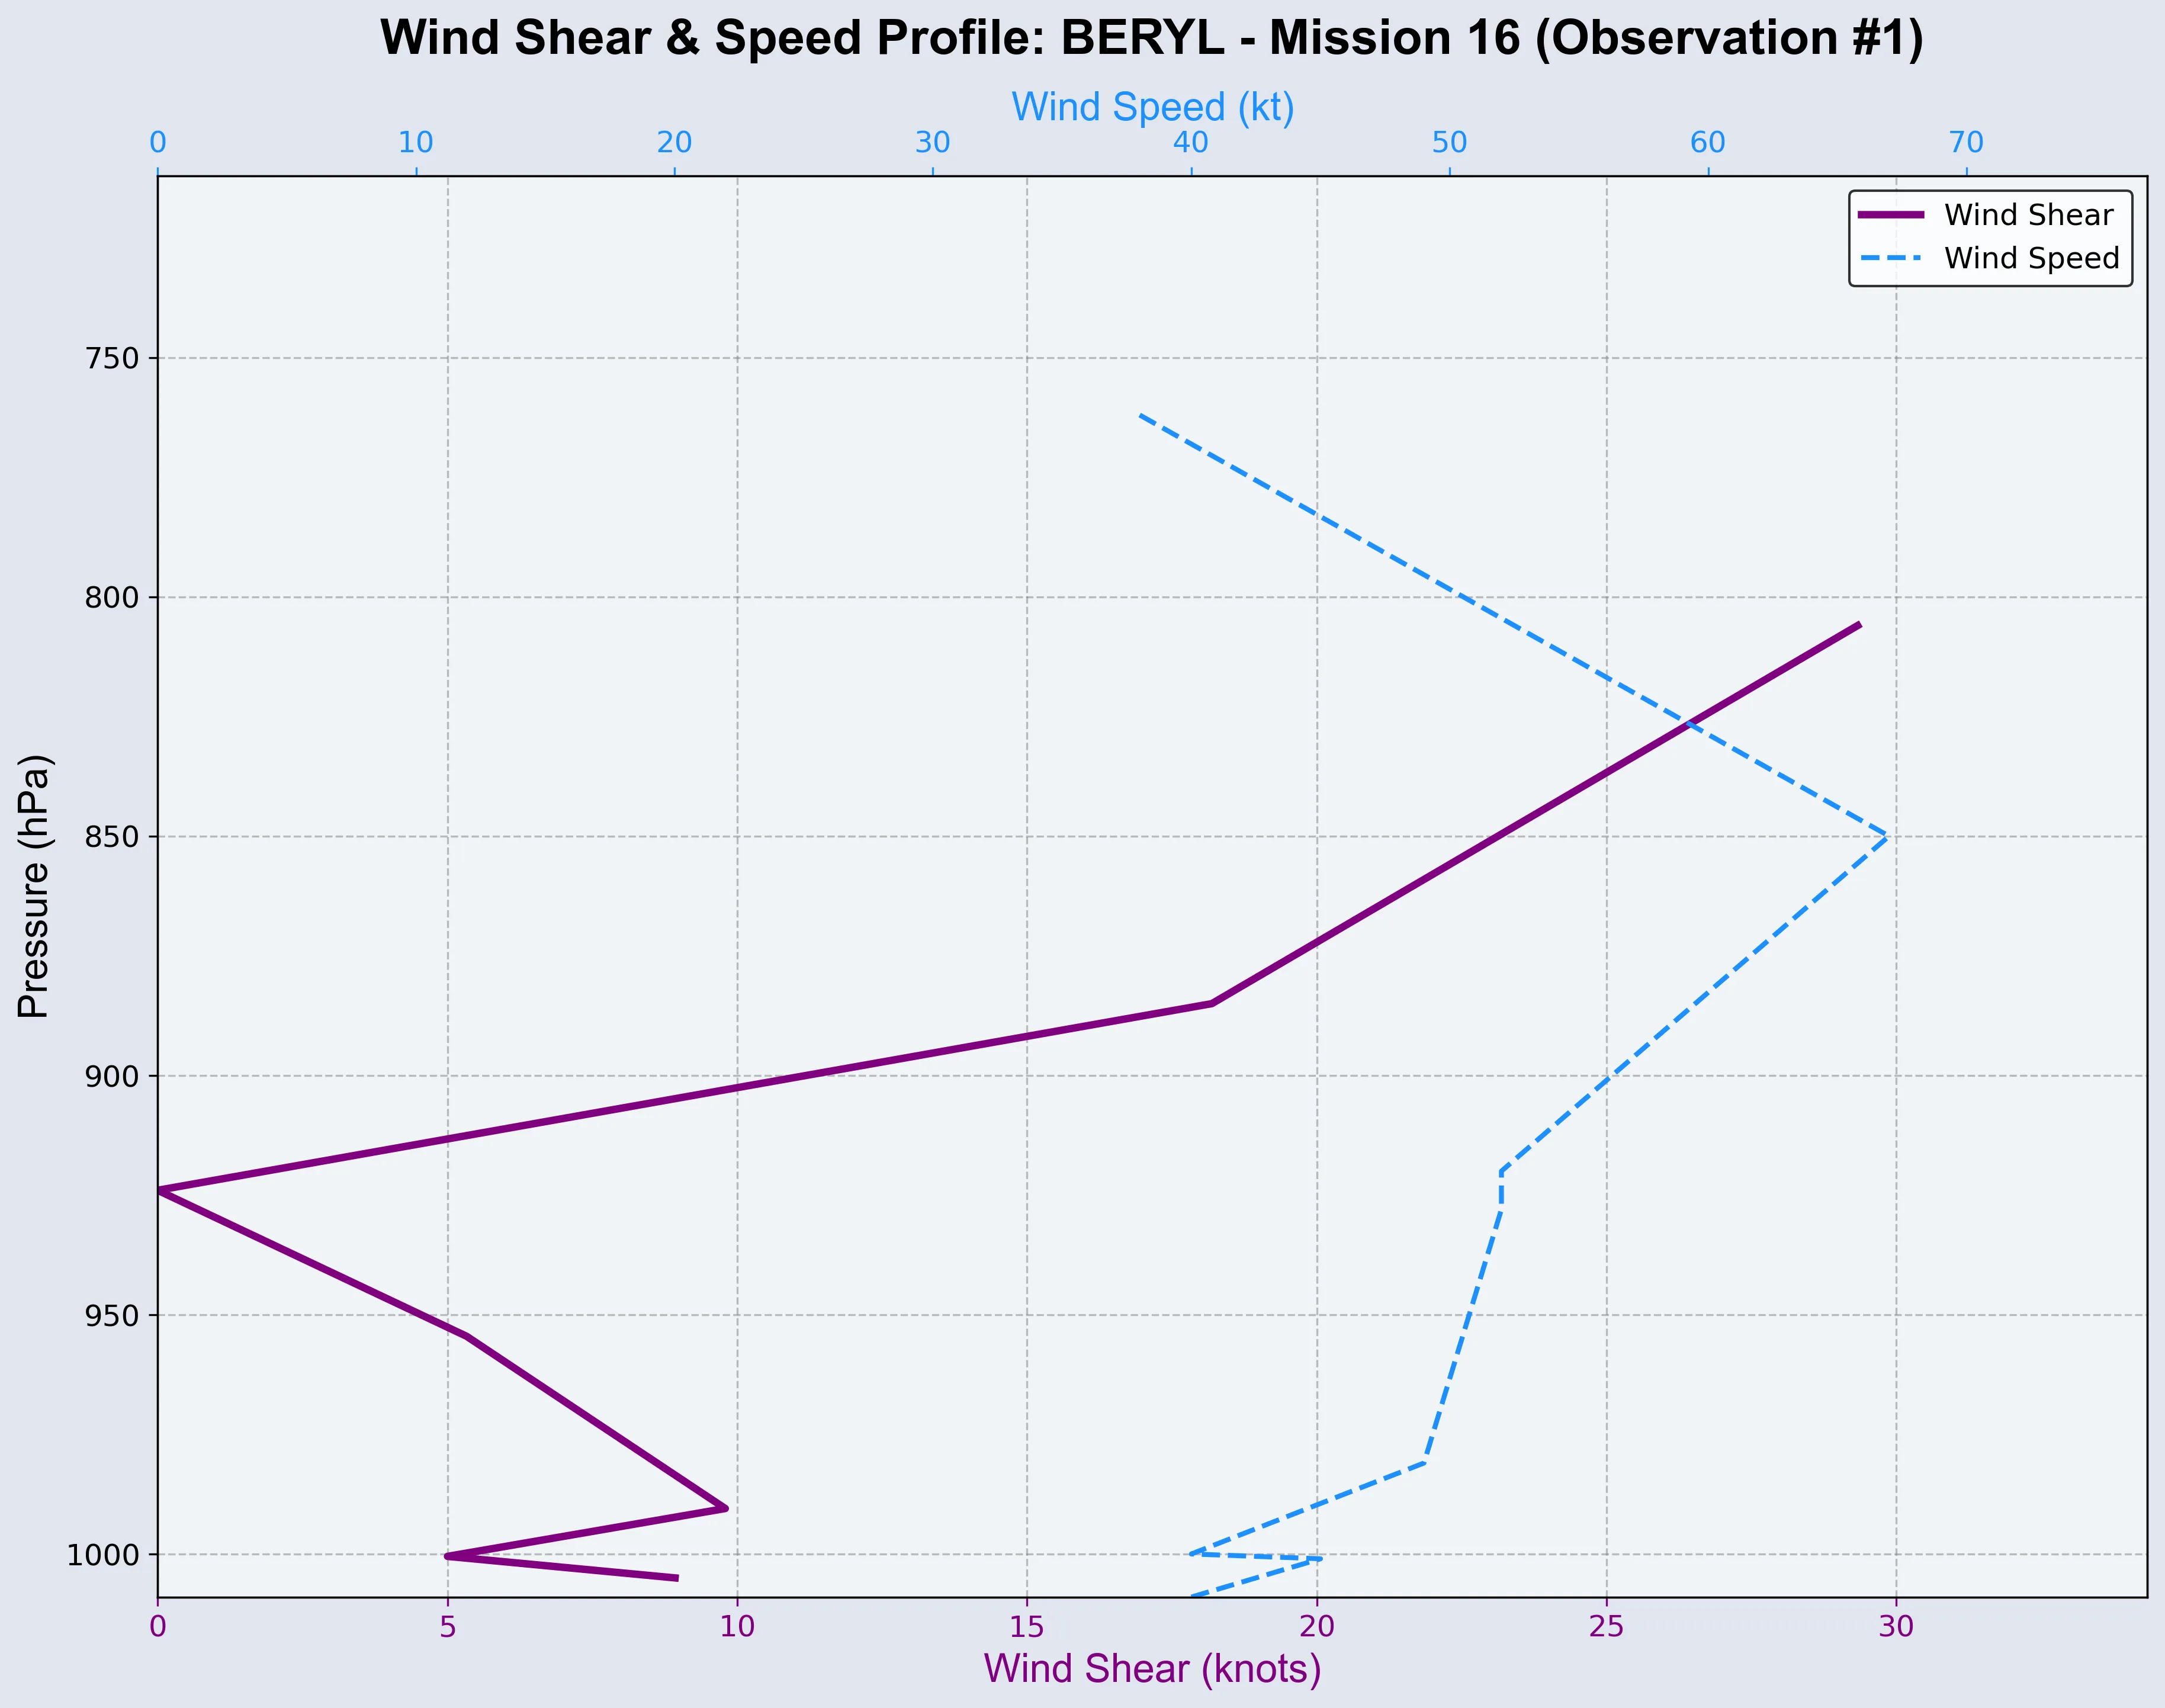 Wind Shear & Speed Profile: BERYL - Mission 16 (Observation #1)
Wind Speed (kt)
0 10 20 30 40 50 60 70
Wind Shear
Wind Speed
Pressure (hPa)
750
800
850
900
950
1000
0 5 10 15 20 25 30
Wind Shear (knots)